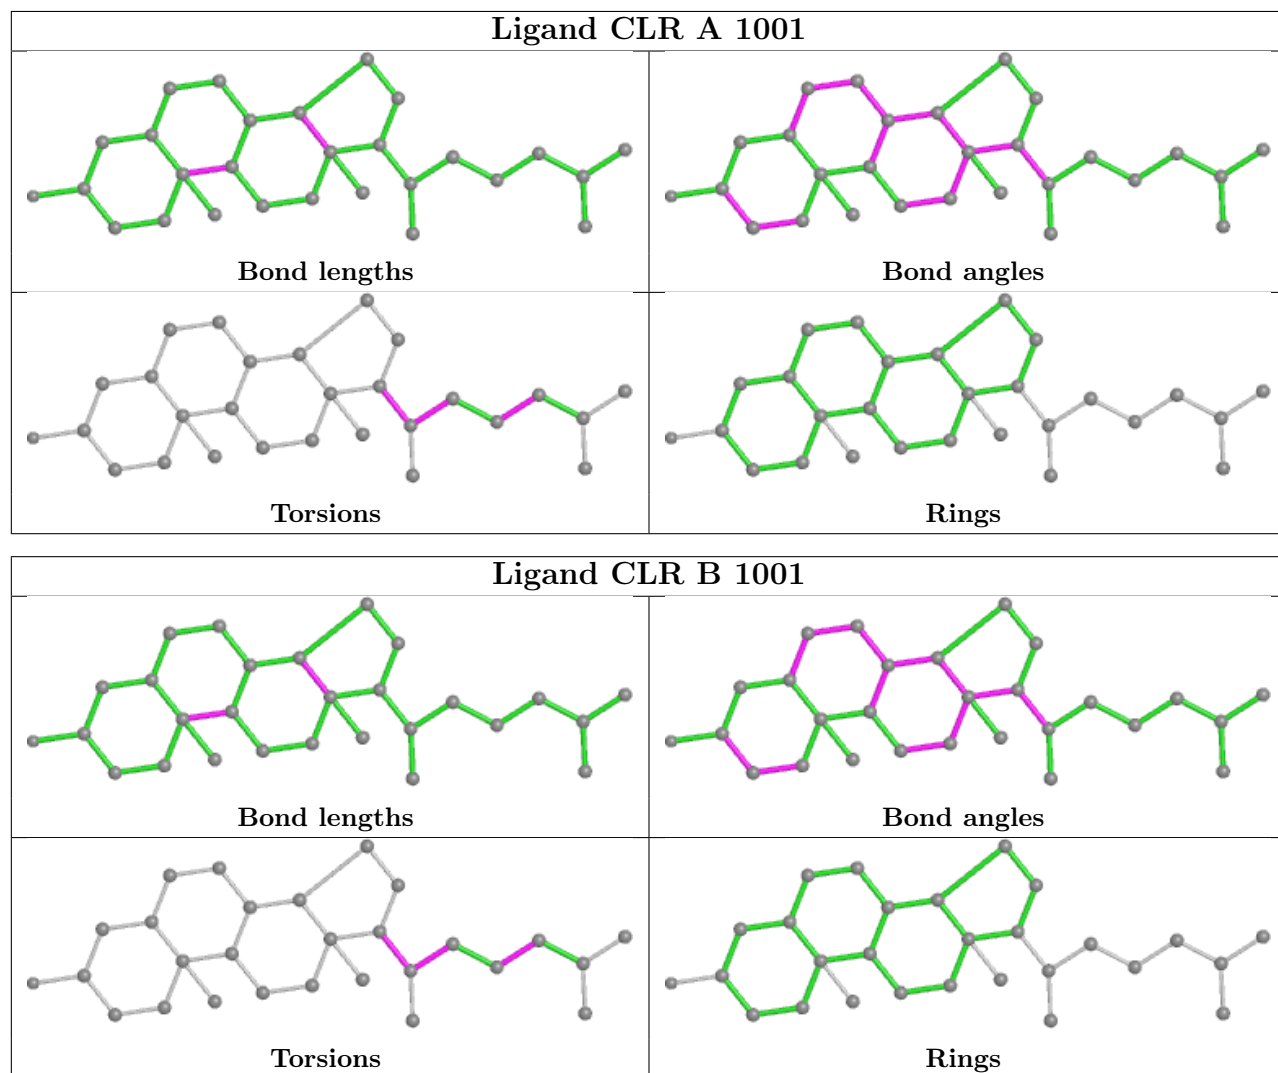 Ligand CLR A 1001
Bond lengths
Bond angles
Torsions
Rings
Ligand CLR B 1001
Bond lengths
Bond angles
Torsions
Rings